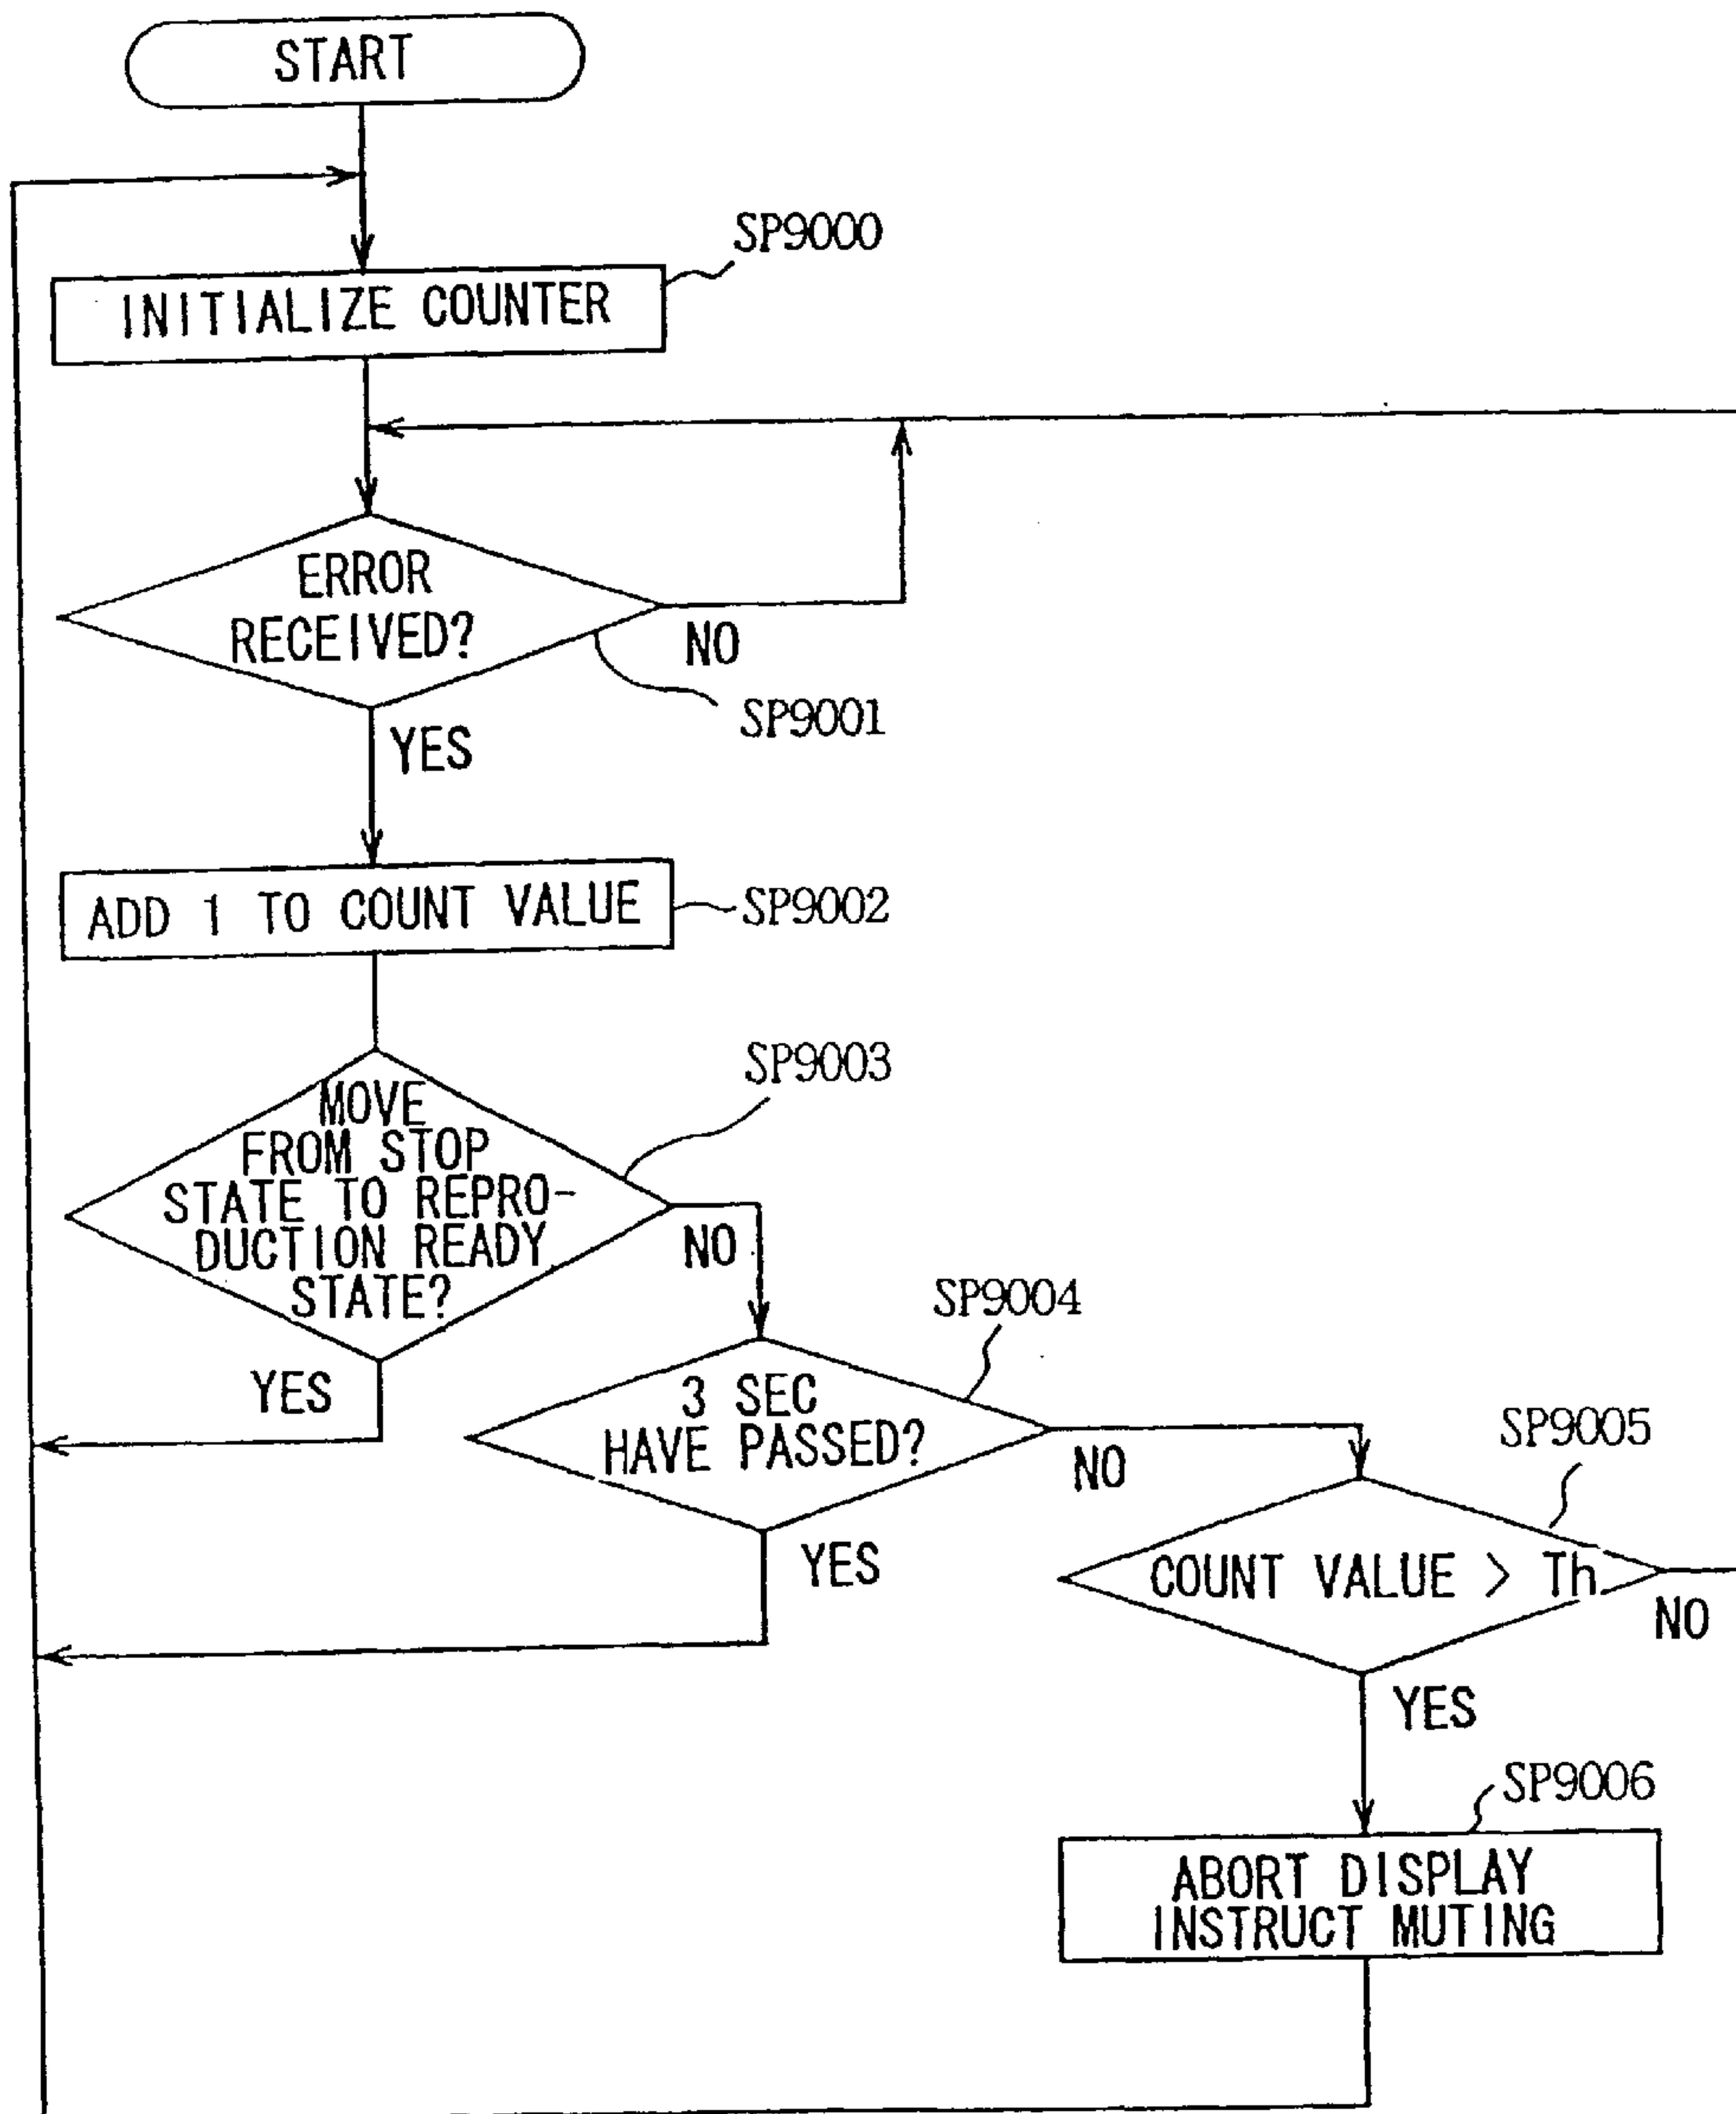 START
SP9000
INITIALIZE COUNTER
ERROR
RECEIVED?
NO
SP9001
YES
ADD 1 TO COUNT VALUE
SP9002
SP9003
MOVE
FROM STOP
STATE TO REPRO-
DUCTION READY
STATE?
NO
YES
SP9004
3 SEC
HAVE PASSED?
NO
YES
SP9005
COUNT VALUE > Th
NO
YES
SP9006
ABORT DISPLAY
INSTRUCT MUTING